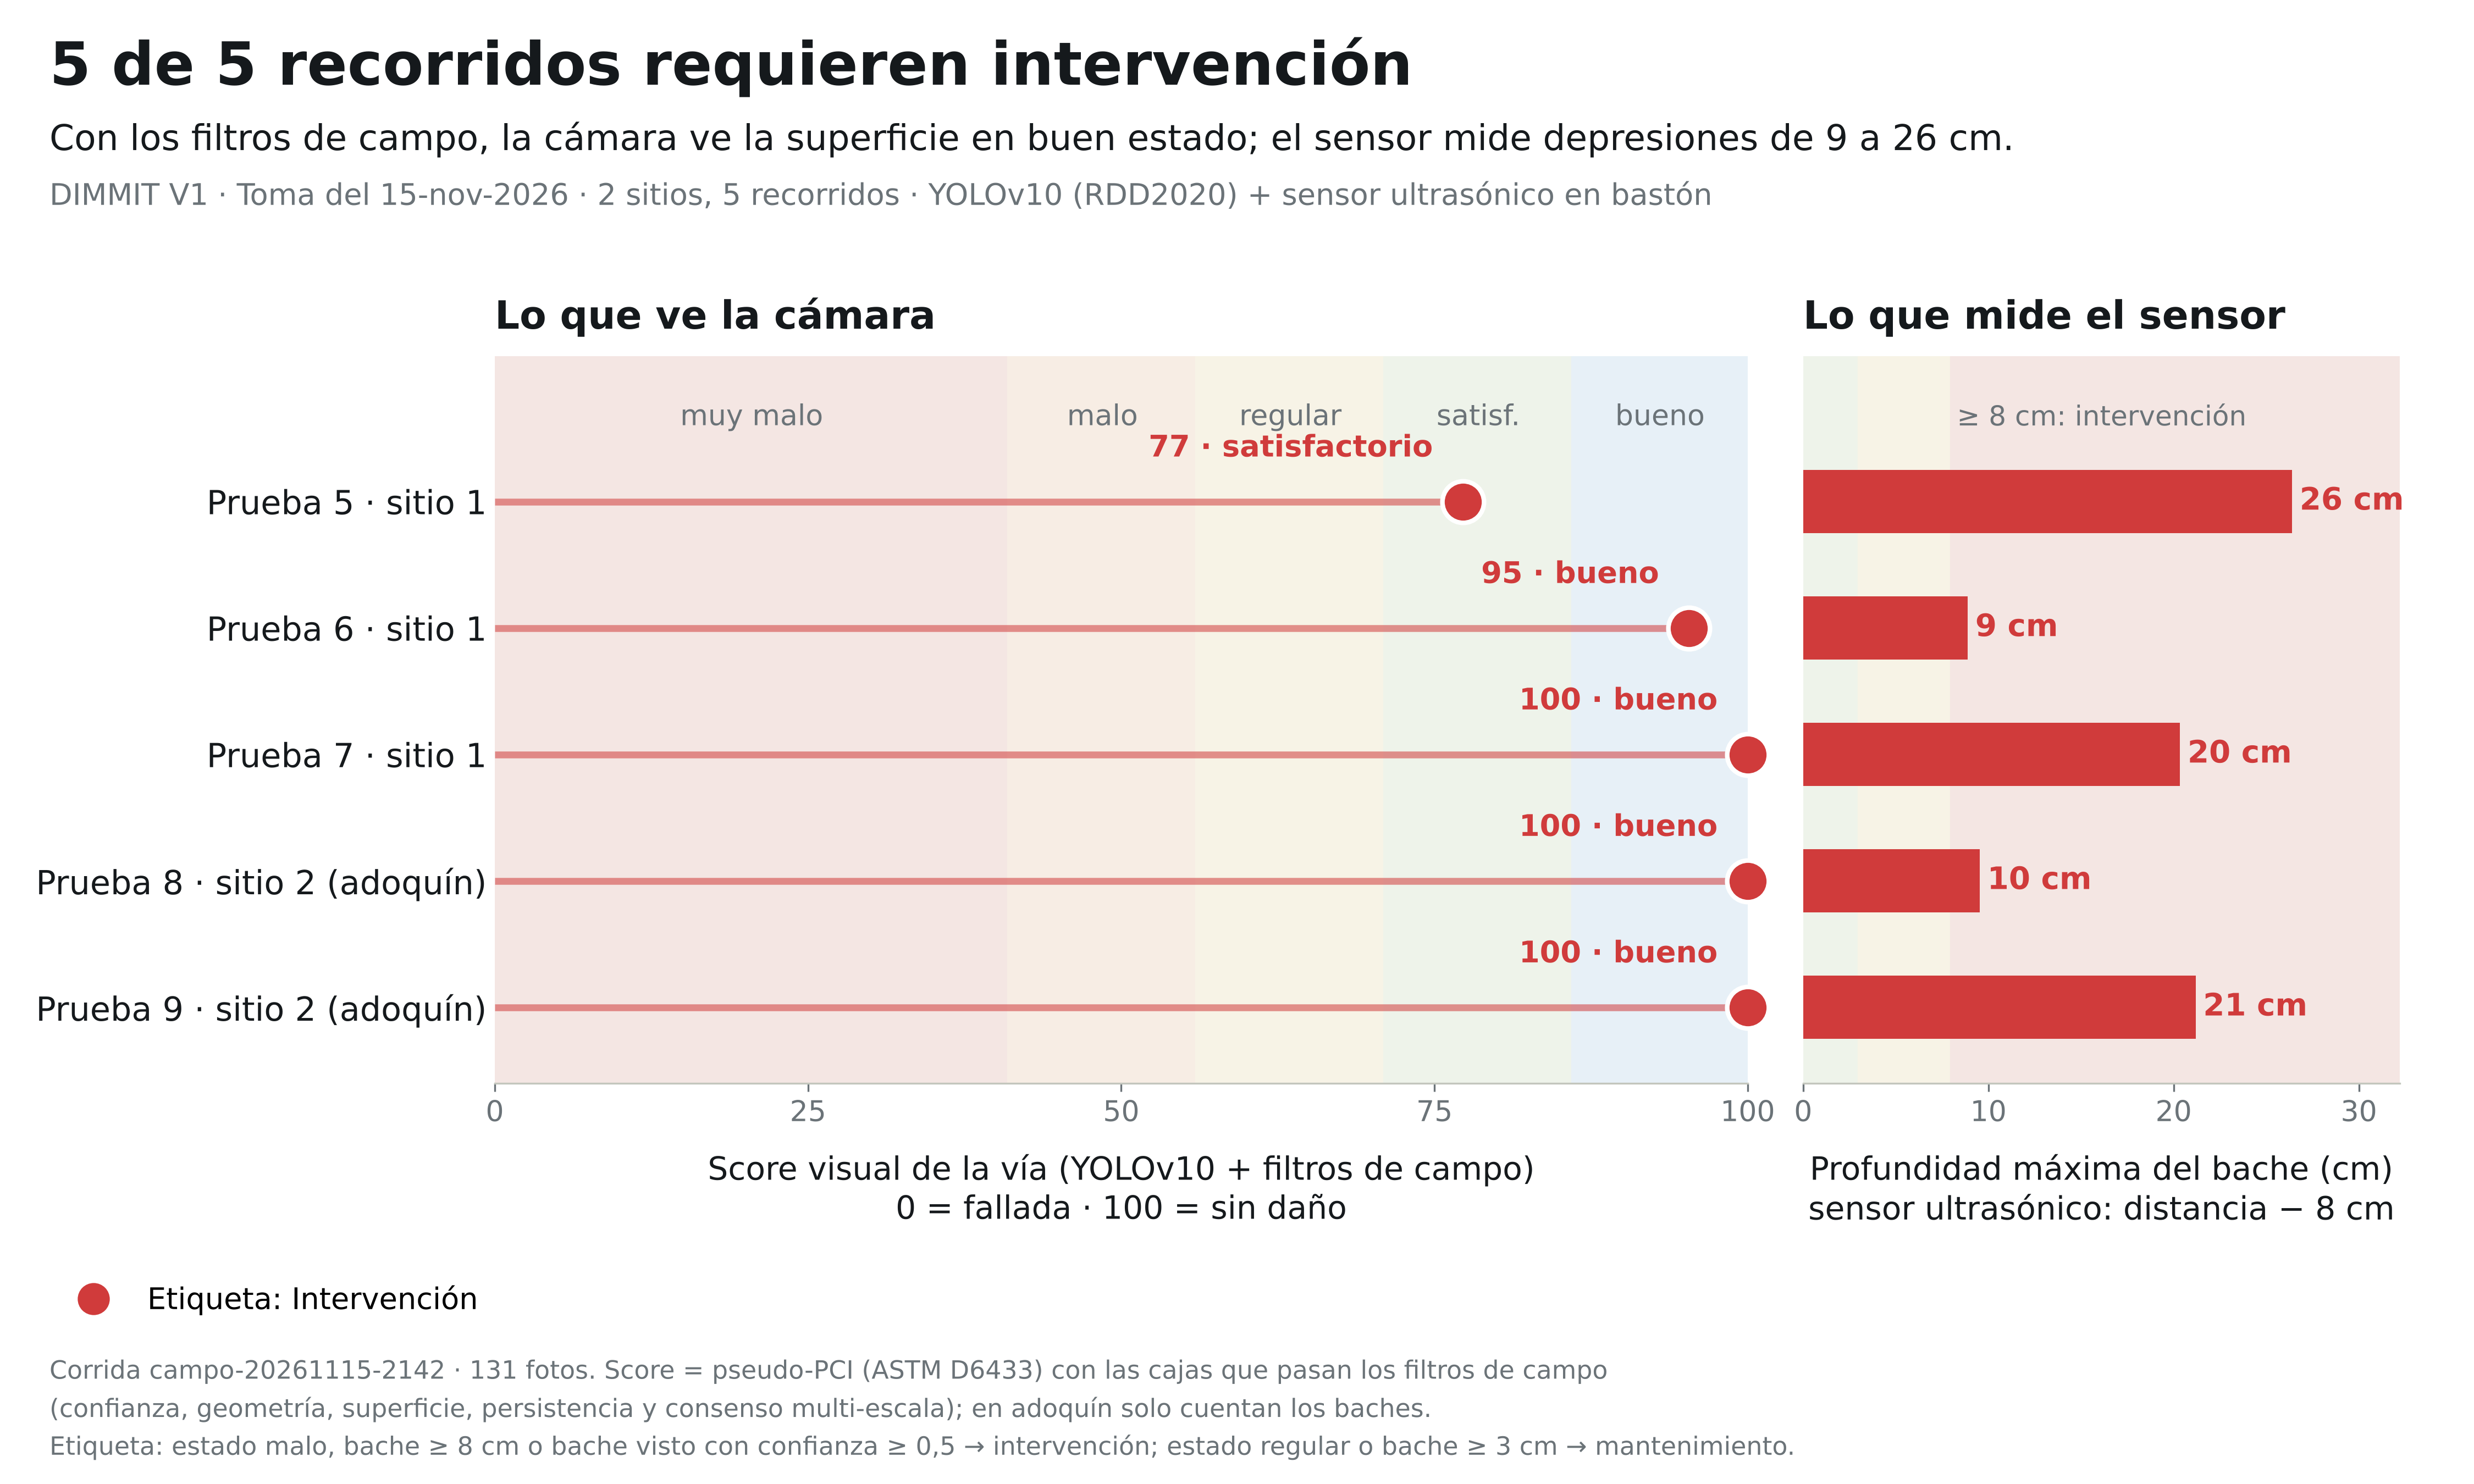 5 de 5 recorridos requieren intervención
Con los filtros de campo, la cámara ve la superficie en buen estado; el sensor mide depresiones de 9 a 26 cm.
DIMMIT V1 · Toma del 15-nov-2026 · 2 sitios, 5 recorridos · YOLOv10 (RDD2020) + sensor ultrasónico en bastón
Lo que ve la cámara
muy malo
malo
regular
satisf.
bueno
Prueba 5 · sitio 1
77 · satisfactorio
Prueba 6 · sitio 1
95 · bueno
Prueba 7 · sitio 1
100 · bueno
Prueba 8 · sitio 2 (adoquín)
100 · bueno
Prueba 9 · sitio 2 (adoquín)
100 · bueno
0
25
50
75
100
Score visual de la vía (YOLOv10 + filtros de campo)
0 = fallada · 100 = sin daño
Lo que mide el sensor
≥ 8 cm: intervención
26 cm
9 cm
20 cm
10 cm
21 cm
0
10
20
30
Profundidad máxima del bache (cm)
sensor ultrasónico: distancia − 8 cm
Etiqueta: Intervención
Corrida campo-20261115-2142 · 131 fotos. Score = pseudo-PCI (ASTM D6433) con las cajas que pasan los filtros de campo
(confianza, geometría, superficie, persistencia y consenso multi-escala); en adoquín solo cuentan los baches.
Etiqueta: estado malo, bache ≥ 8 cm o bache visto con confianza ≥ 0,5 → intervención; estado regular o bache ≥ 3 cm → mantenimiento.